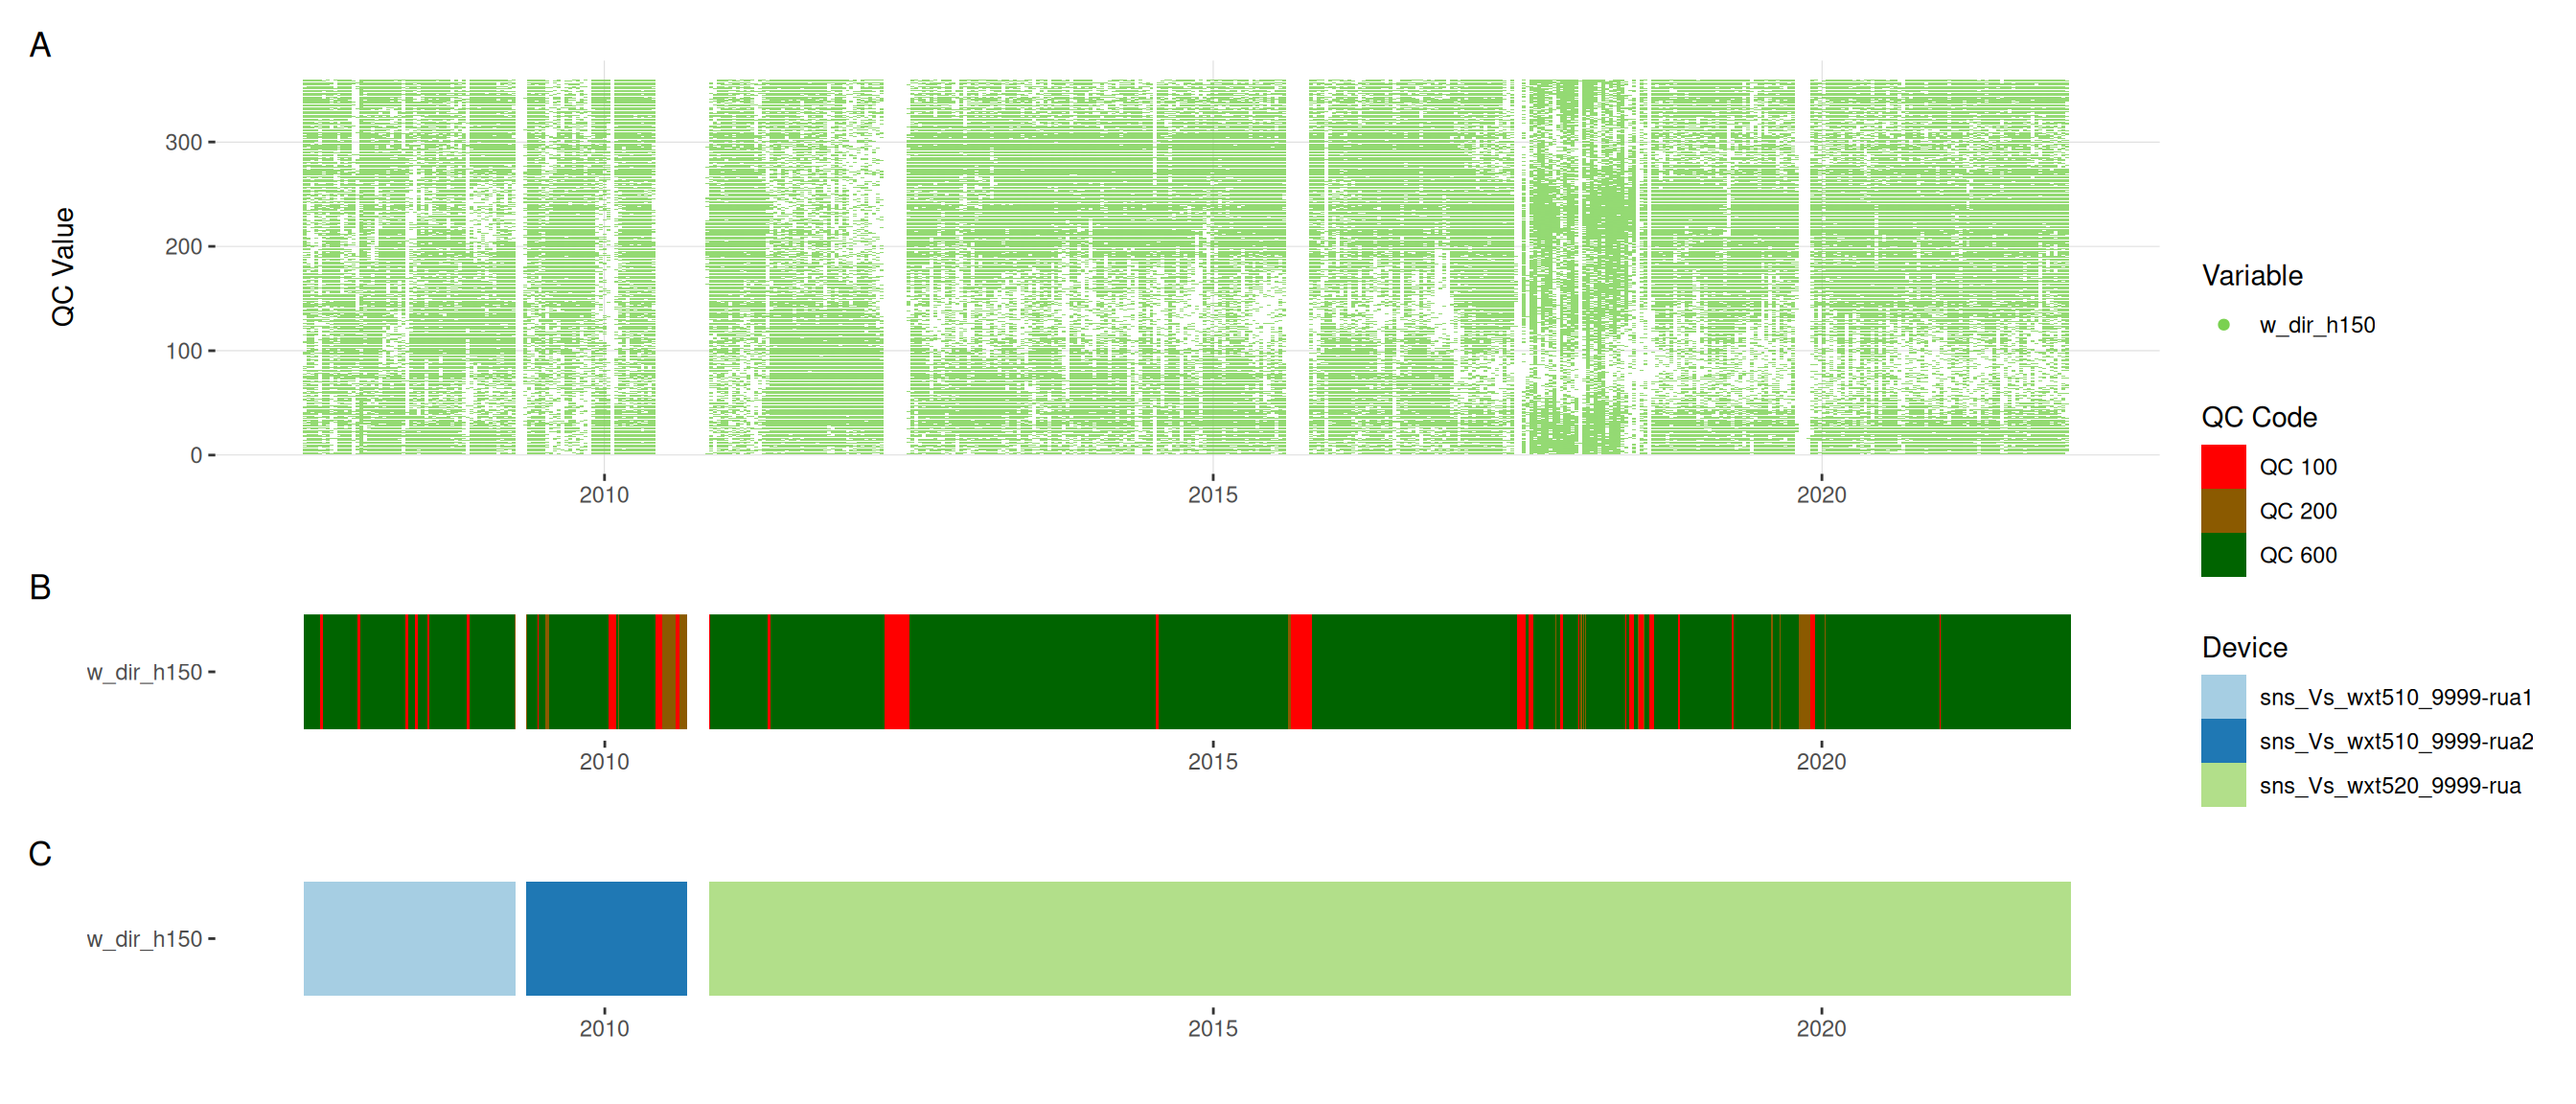 A
QC Value
300
200
100
0
2010
2015
2020
B
w_dir_h150
2010
2015
2020
C
w_dir_h150
2010
2015
2020
Variable
w_dir_h150
QC Code
QC 100
QC 200
QC 600
Device
sns_Vs_wxt510_9999-rua1
sns_Vs_wxt510_9999-rua2
sns_Vs_wxt520_9999-rua